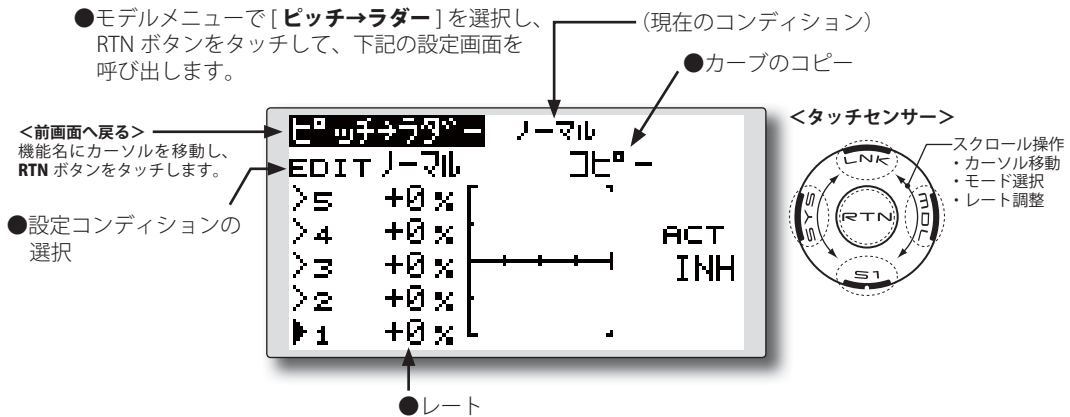 ●モデルメニューで [ ピッチ→ラダー ] を選択し、
RTN ボタンをタッチして、下記の設定画面を
呼び出します。
(現在のコンディション)
●カーブのコピー
<前画面へ戻る>
機能名にカーソルを移動し、
RTN ボタンをタッチします。
●設定コンディションの
選択
ピッチ→ラダー ノーマル
EDIT ノーマル コピー
>5 +0%
>4 +0%
>3 +0%
>2 +0%
▶1 +0%
ACT
INH
●レート
<タッチセンサー>
スクロール操作
・カーソル移動
・モード選択
・レート調整
LNK
SYS
RTN
MDL
S1